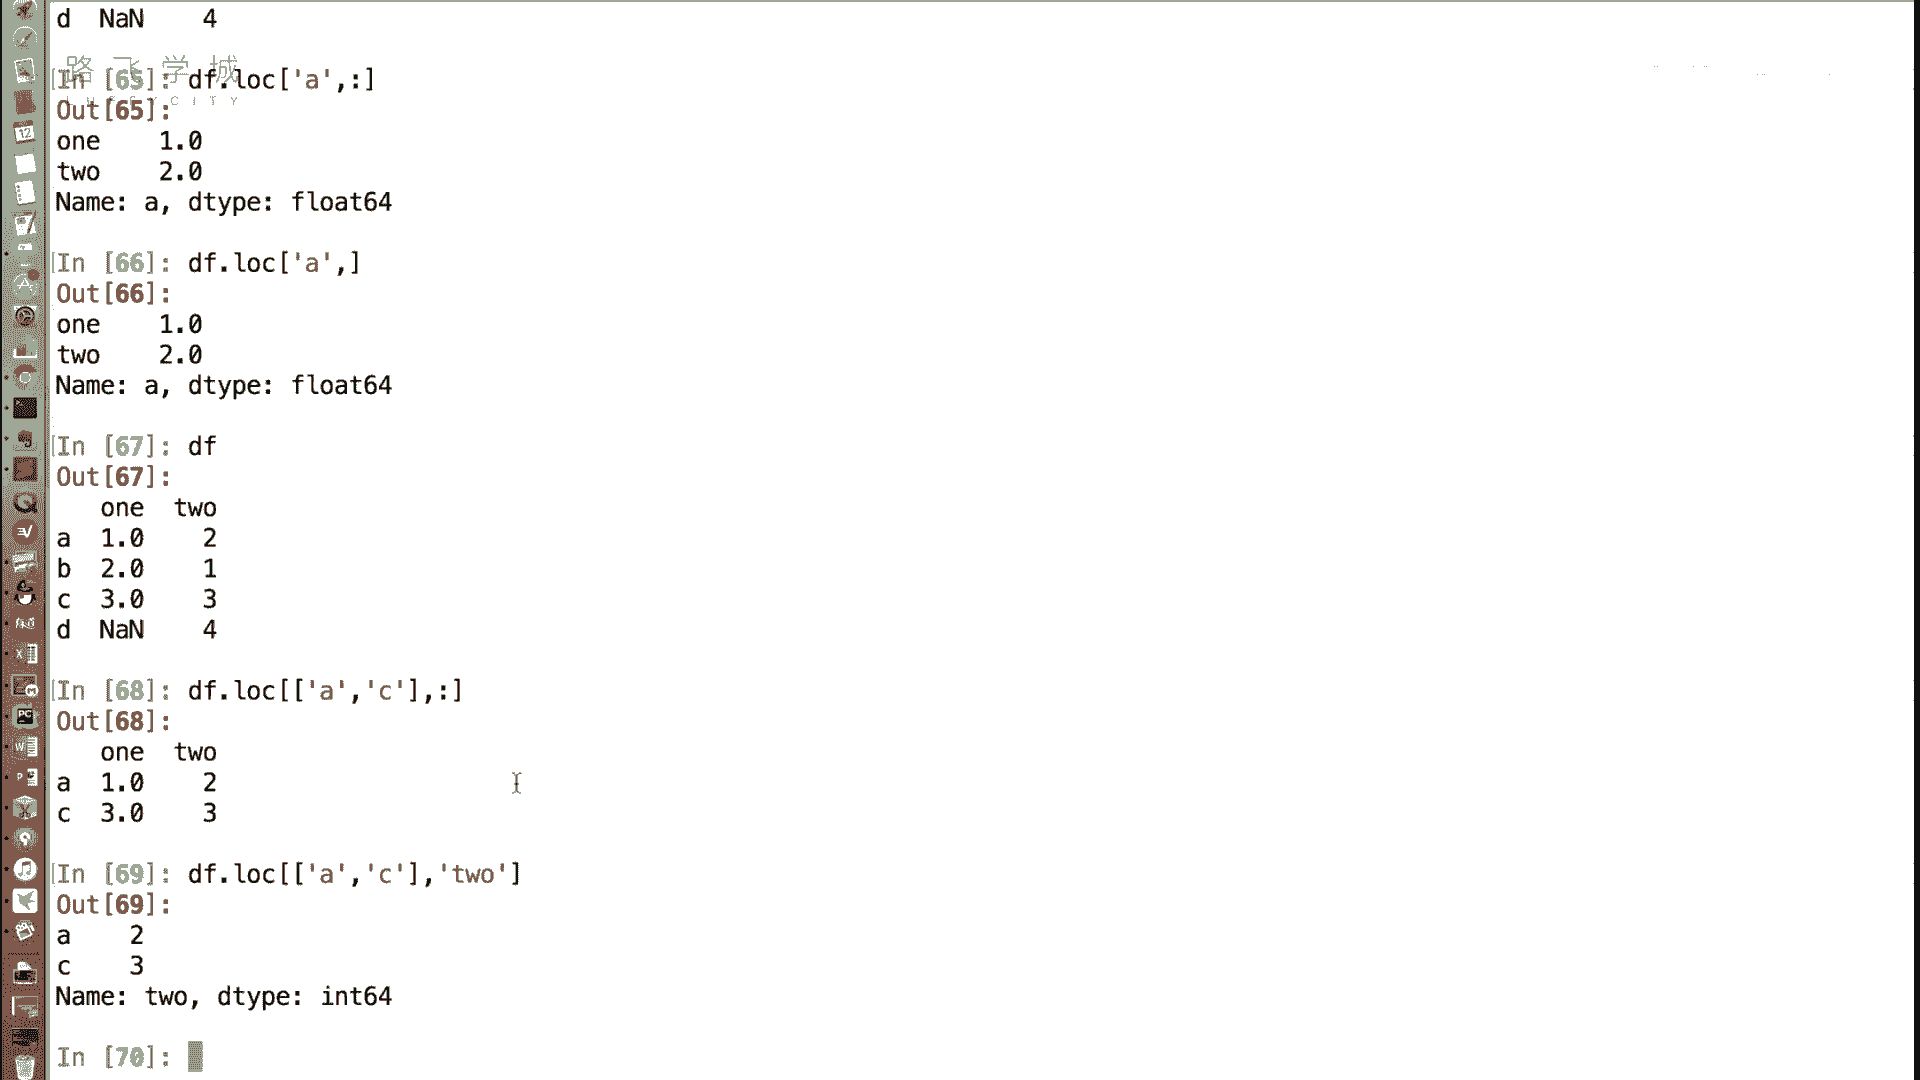 d  NaN    4
路飞学城
In [65]: df.loc['a',:]
LUFFYCITY
Out[65]:
one    1.0
two    2.0
Name: a, dtype: float64
In [66]: df.loc['a',]
Out[66]:
one    1.0
two    2.0
Name: a, dtype: float64
In [67]: df
Out[67]:
   one  two
a  1.0    2
b  2.0    1
c  3.0    3
d  NaN    4
In [68]: df.loc[['a','c'],:]
Out[68]:
   one  two
a  1.0    2
c  3.0    3
In [69]: df.loc[['a','c'],'two']
Out[69]:
a    2
c    3
Name: two, dtype: int64
In [70]:
12
PC
W
P